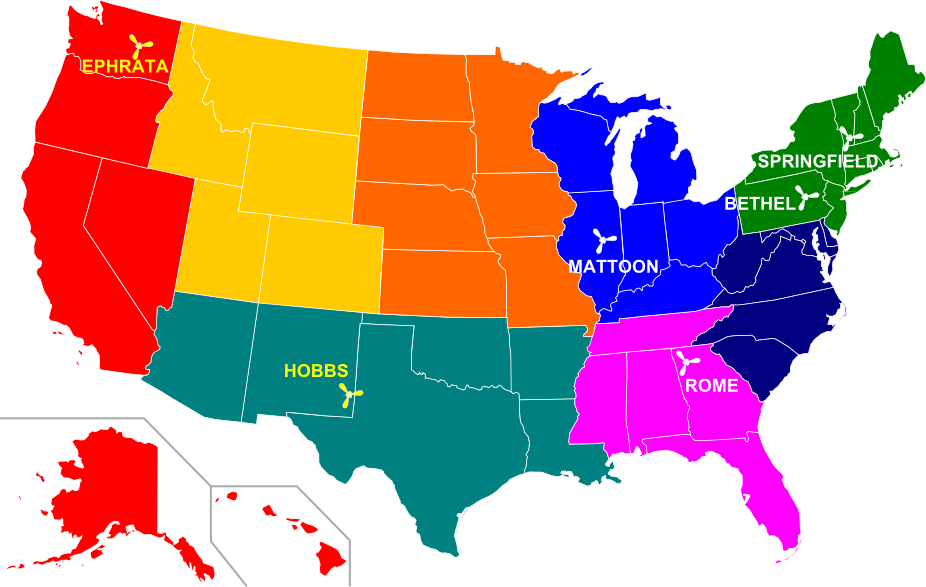 EPHRATA
SPRINGFIELD
BETHEL
MATTOON
HOBBS
ROME